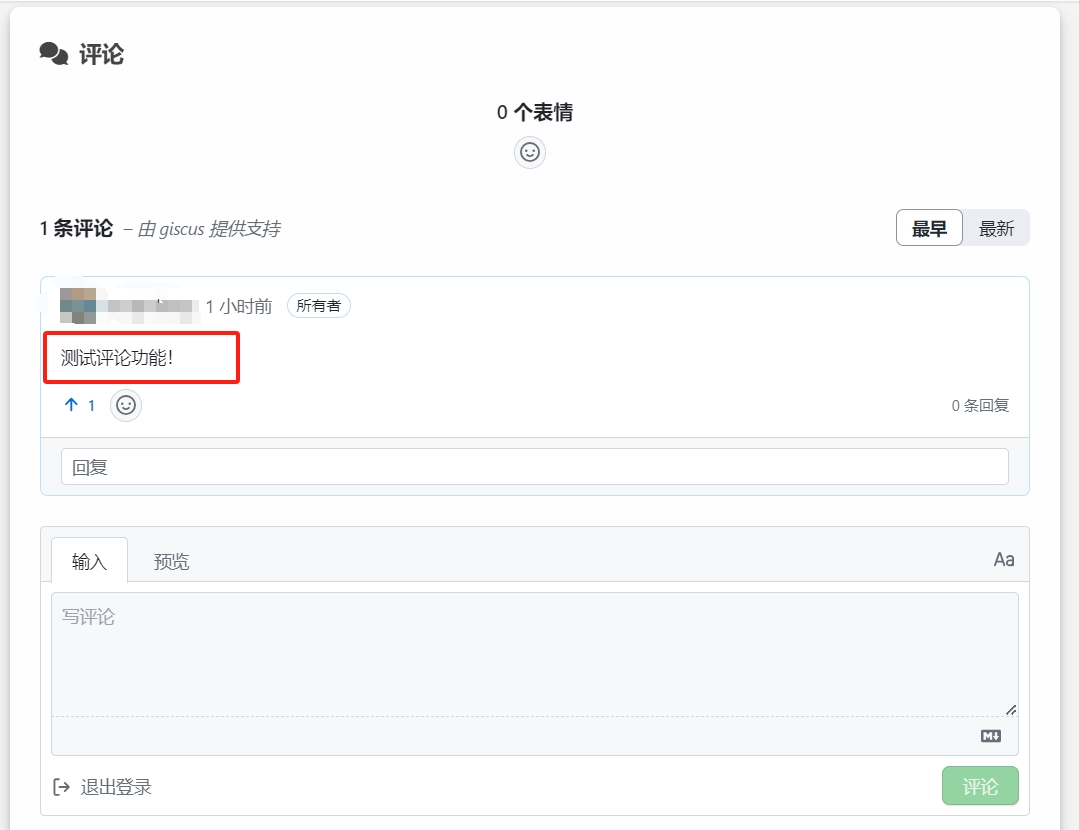 评论
0 个表情
1 条评论 – 由 giscus 提供支持
最早 最新
1 小时前 所有者
测试评论功能！
1
0 条回复
回复
输入 预览 Aa
写评论
M
退出登录 评论